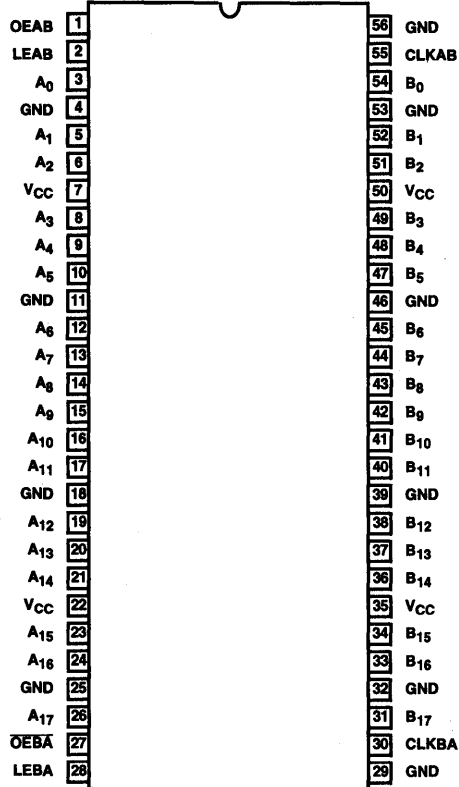 OEAB 1 56 GND
LEAB 2 55 CLKAB
A0 3 54 B0
GND 4 53 GND
A1 5 52 B1
A2 6 51 B2
VCC 7 50 VCC
A3 8 49 B3
A4 9 48 B4
A5 10 47 B5
GND 11 46 GND
A6 12 45 B6
A7 13 44 B7
A8 14 43 B8
A9 15 42 B9
A10 16 41 B10
A11 17 40 B11
GND 18 39 GND
A12 19 38 B12
A13 20 37 B13
A14 21 36 B14
VCC 22 35 VCC
A15 23 34 B15
A16 24 33 B16
GND 25 32 GND
A17 26 31 B17
O̅E̅B̅A̅ 27 30 CLKBA
LEBA 28 29 GND